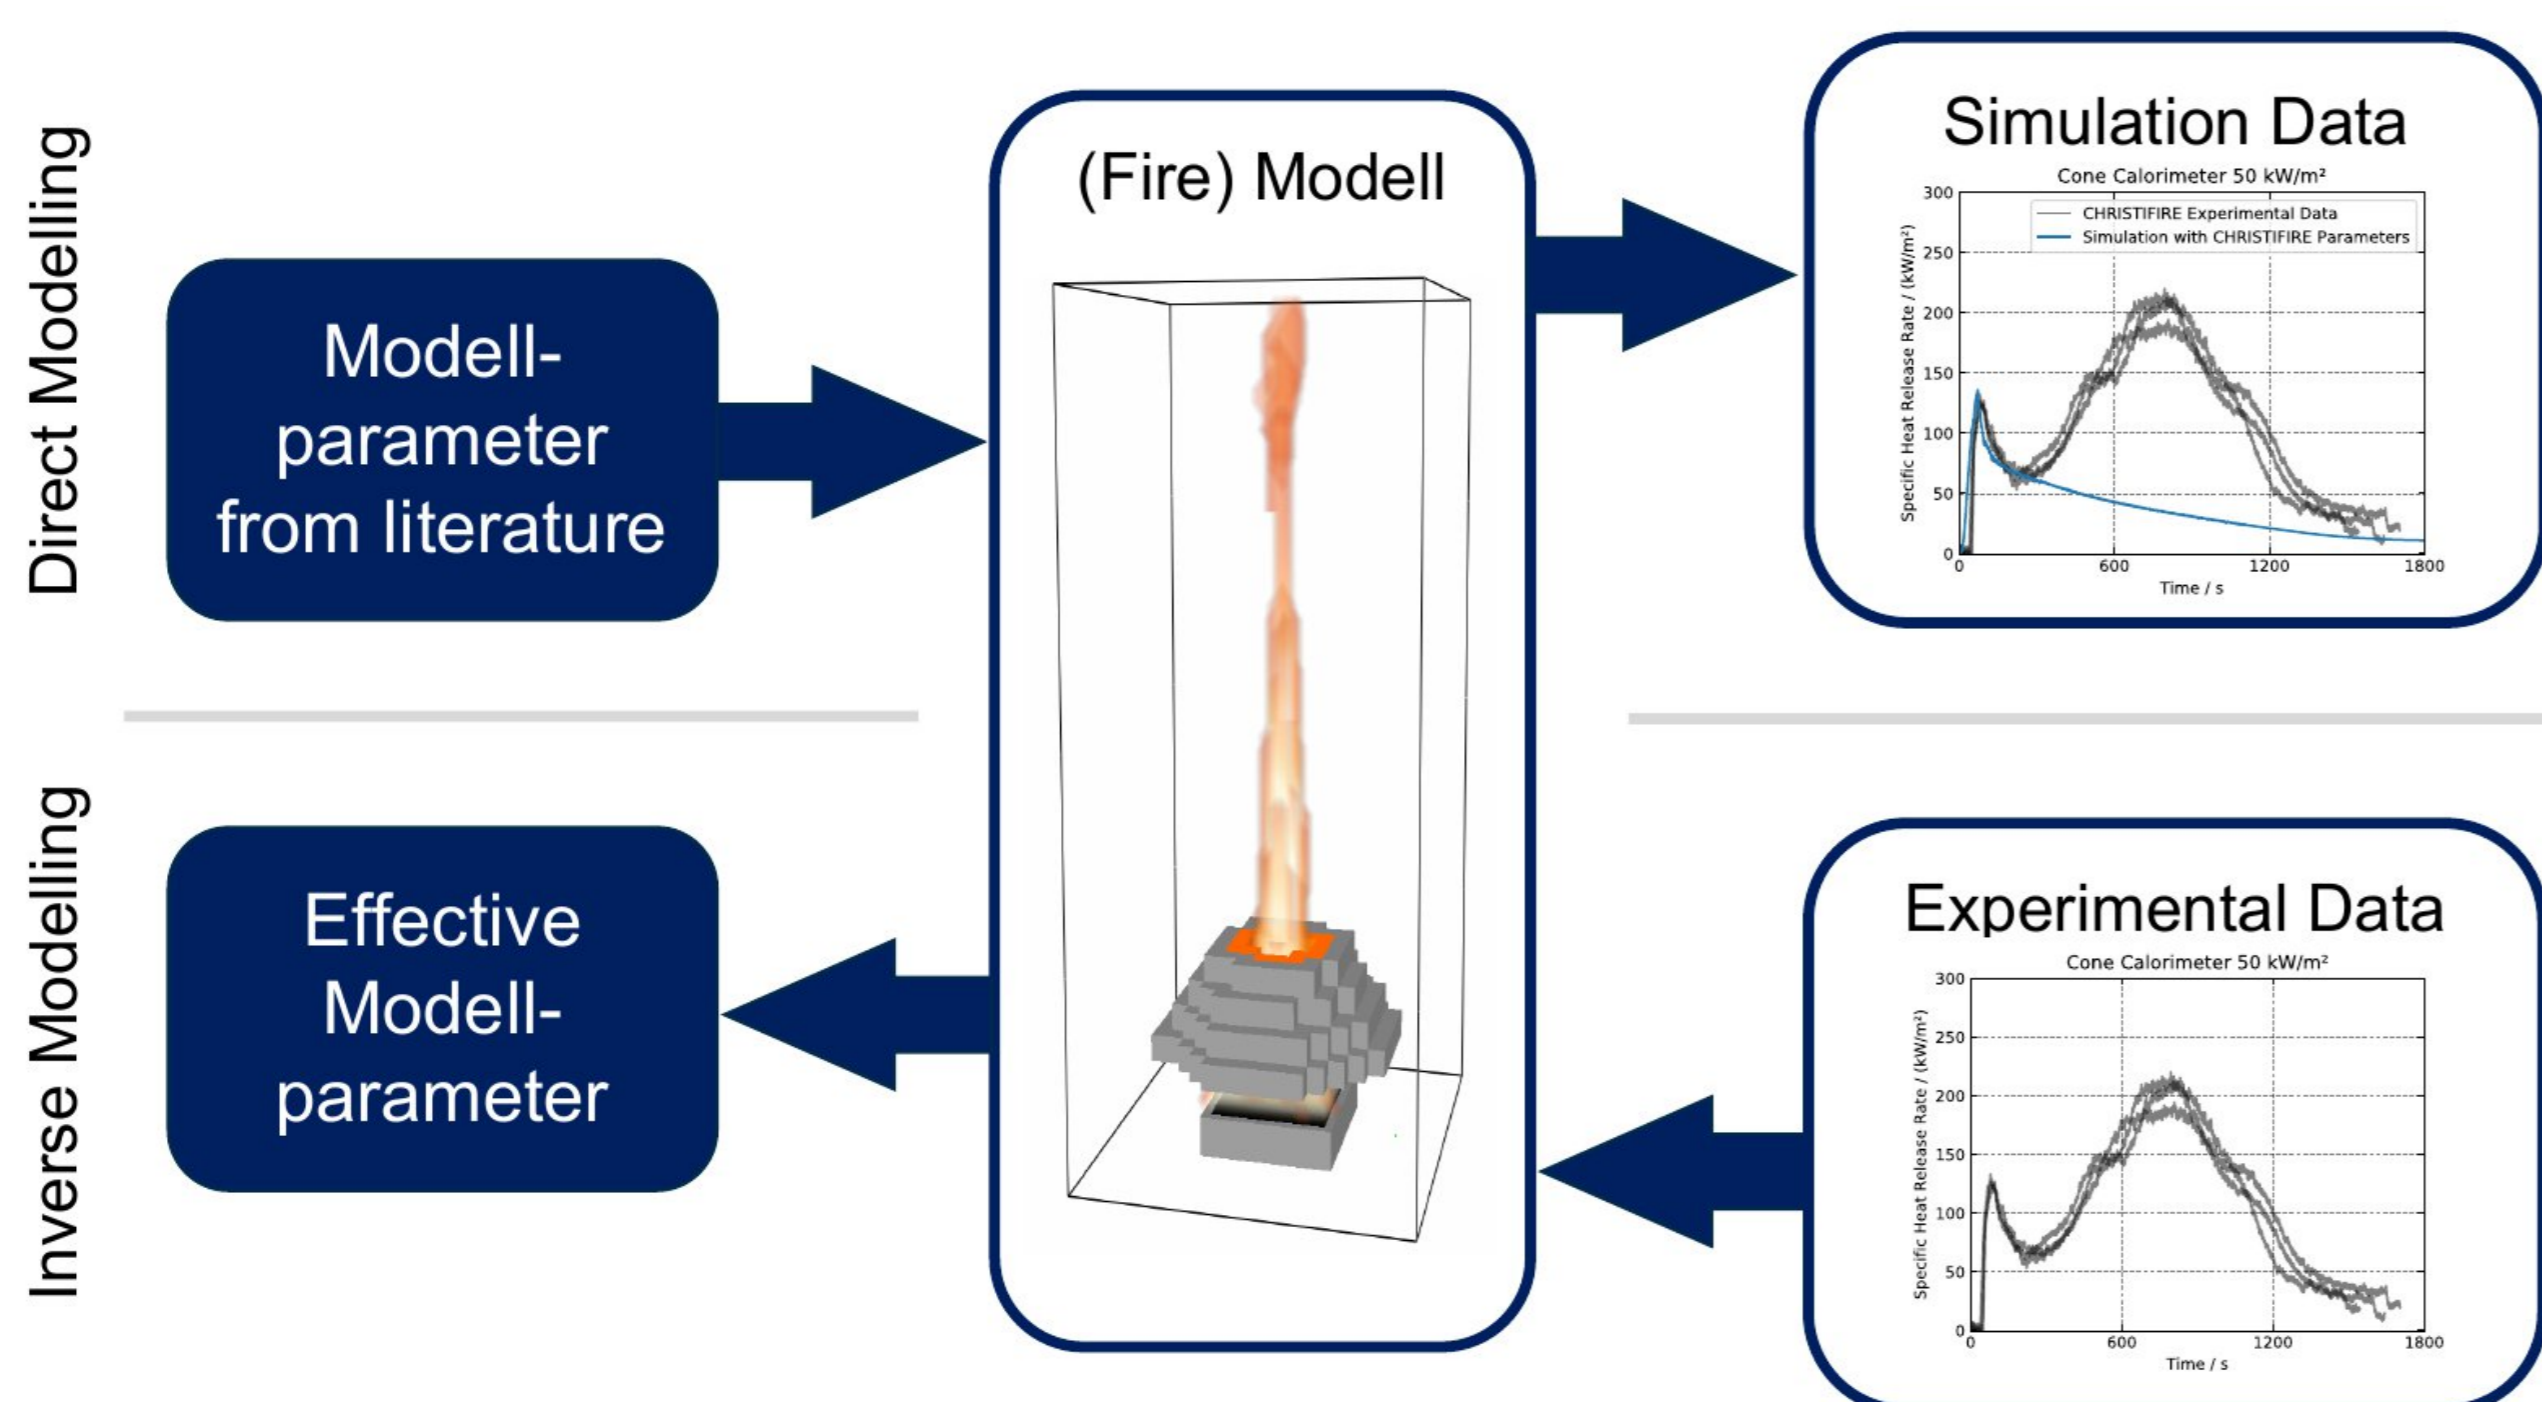 Direct Modelling
Modell-
parameter
from literature
(Fire) Modell
Simulation Data
Cone Calorimeter 50 kW/m²
CHRISTIFIRE Experimental Data
Simulation with CHRISTIFIRE Parameters
Specific Heat Release Rate / (kW/m²)
300
250
200
150
100
50
0
0 600 1200 1800
Time / s
Inverse Modelling
Effective
Modell-
parameter
Experimental Data
Cone Calorimeter 50 kW/m²
Specific Heat Release Rate / (kW/m²)
300
250
200
150
100
50
0
0 600 1200 1800
Time / s